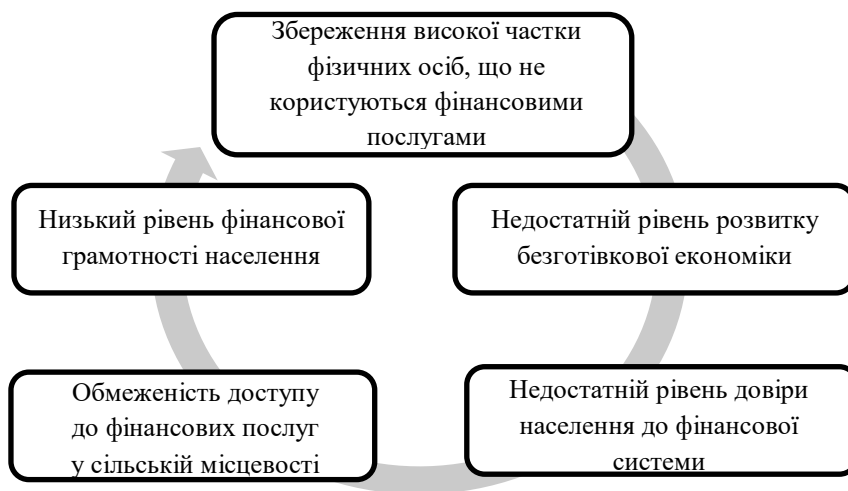 Збереження високої частки
фізичних осіб, що не
користуються фінансовими
послугами
Недостатній рівень розвитку
безготівкової економіки
Недостатній рівень довіри
населення до фінансової
системи
Обмеженість доступу
до фінансових послуг
у сільській місцевості
Низький рівень фінансової
грамотності населення